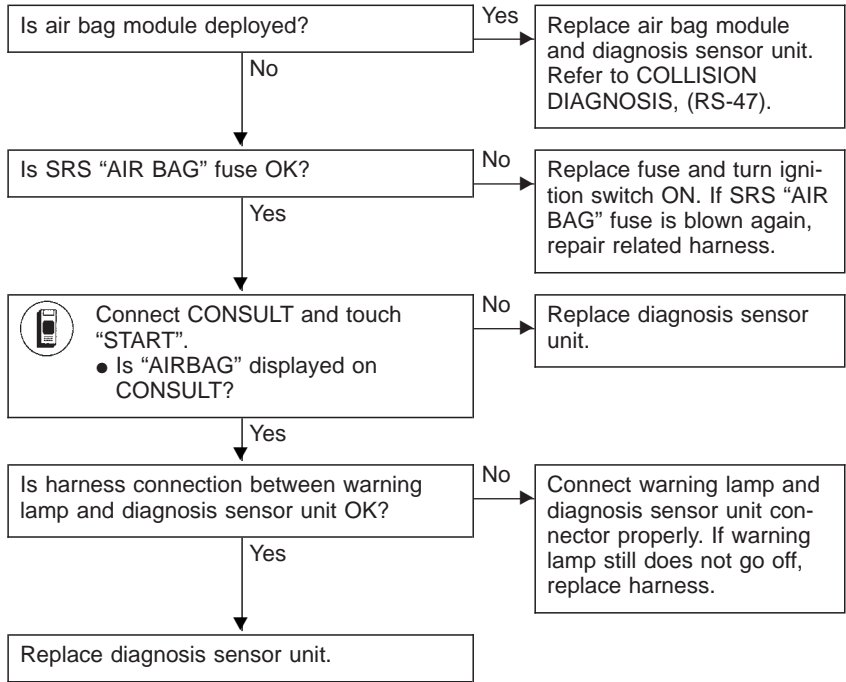 Is air bag module deployed?
Yes
Replace air bag module
and diagnosis sensor unit.
Refer to COLLISION
DIAGNOSIS, (RS-47).
No
Is SRS “AIR BAG” fuse OK?
No
Replace fuse and turn igni-
tion switch ON. If SRS “AIR
BAG” fuse is blown again,
repair related harness.
Yes
Connect CONSULT and touch
“START”.
● Is “AIRBAG” displayed on
CONSULT?
No
Replace diagnosis sensor
unit.
Yes
Is harness connection between warning
lamp and diagnosis sensor unit OK?
No
Connect warning lamp and
diagnosis sensor unit con-
nector properly. If warning
lamp still does not go off,
replace harness.
Yes
Replace diagnosis sensor unit.